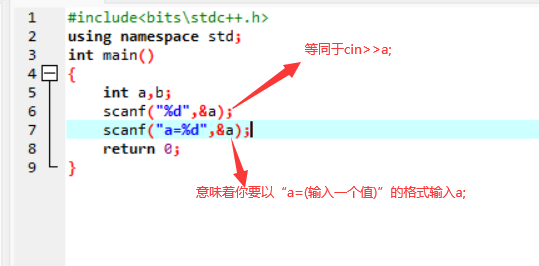 1 #include<bits\stdc++.h>
2 using namespace std;
3 int main()
4 {
5 int a,b;
6 scanf("%d",&a);
7 scanf("a=%d",&a);
8 return 0;
9 }
等同于cin>>a;
意味着你要以“a=(输入一个值)”的格式输入a;